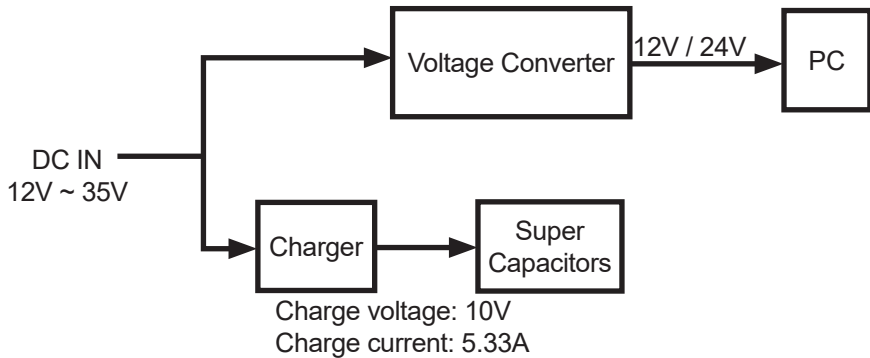 12V / 24V
Voltage Converter
PC
DC IN
12V ~ 35V
Charger
Super
Capacitors
Charge voltage: 10V
Charge current: 5.33A